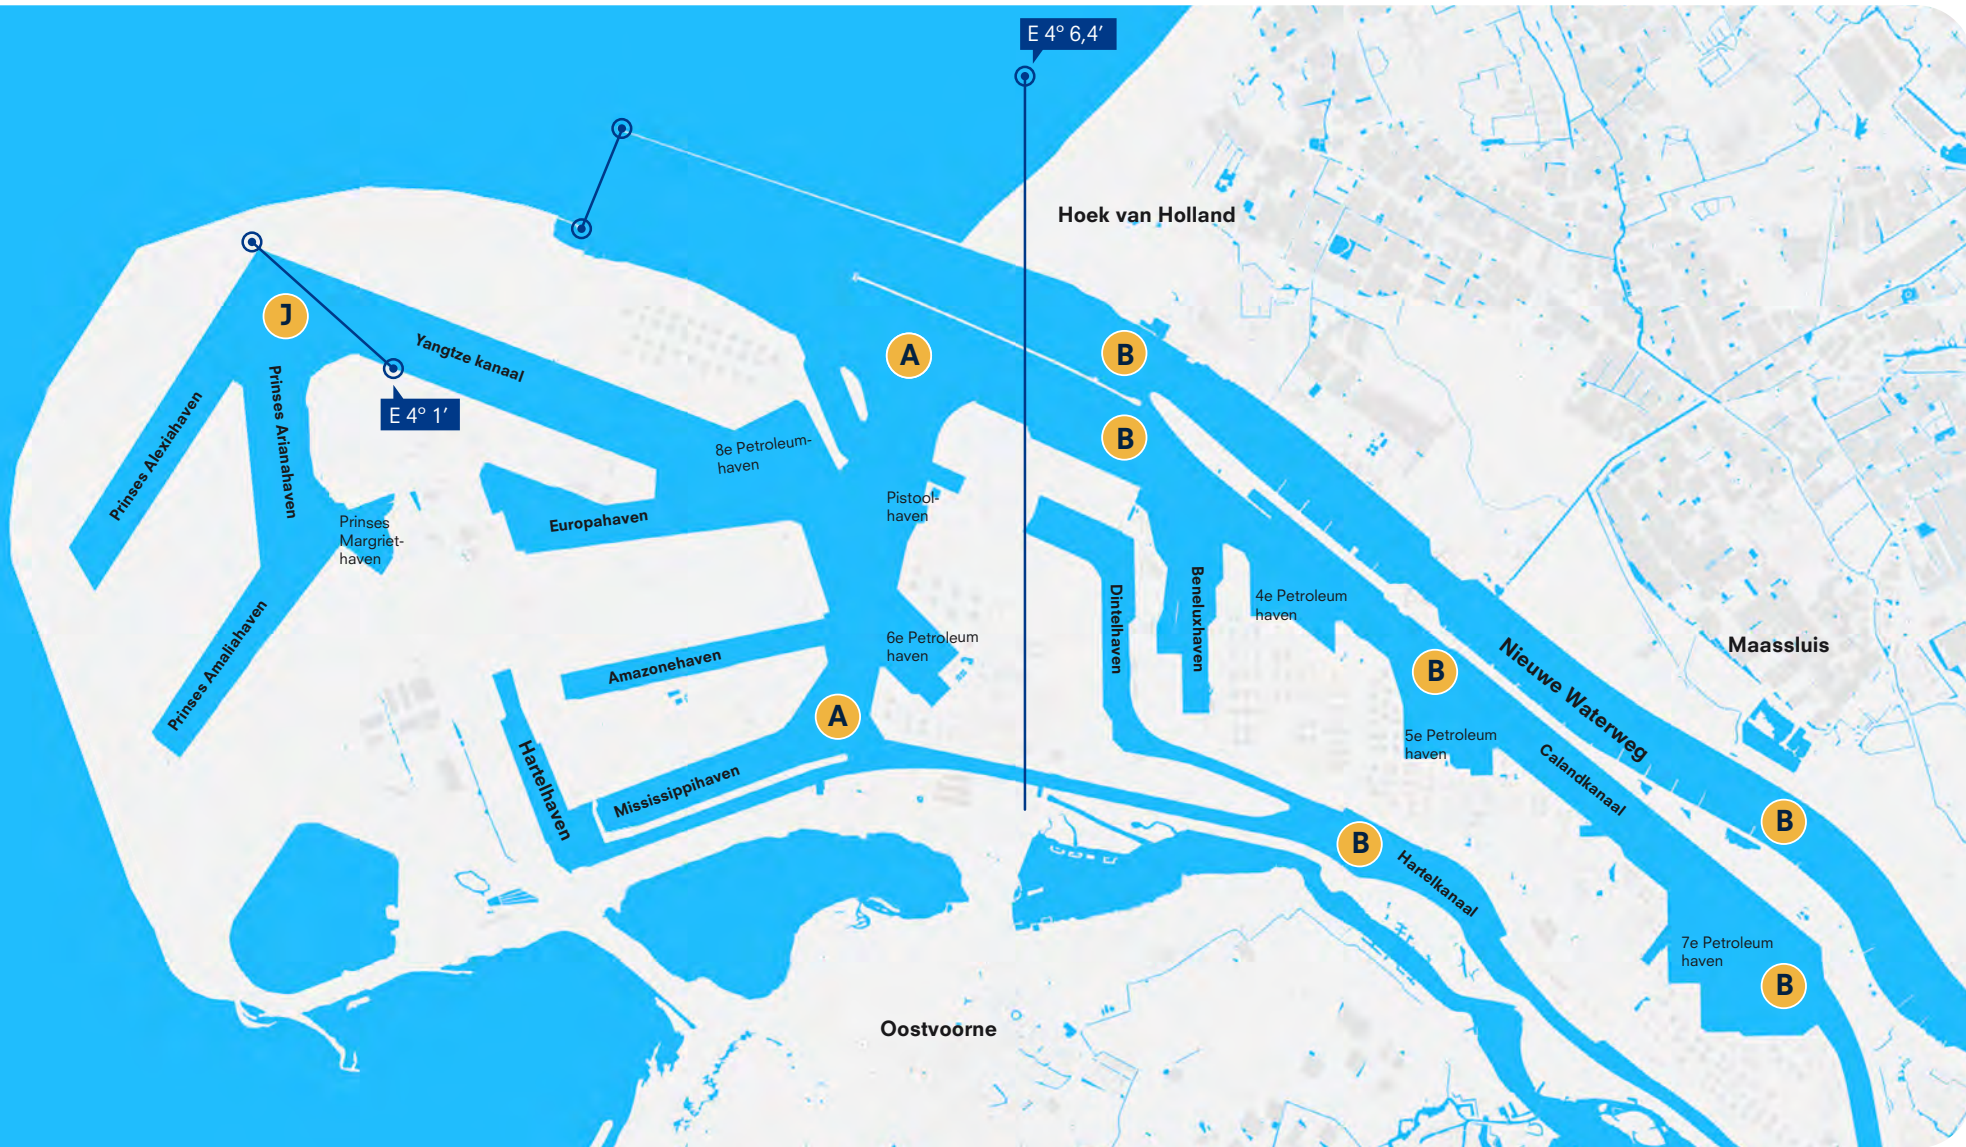 E 4° 6,4’
Hoek van Holland
J
Yangtze kanaal
A
B
E 4° 1’
B
Prinses Alexiahaven
Prinses Arianahaven
8e Petroleum-
haven
Pistool-
haven
Europahaven
Prinses
Margriet-
haven
Dintelhaven
Beneluxhaven
4e Petroleum
haven
Prinses Amaliahaven
Amazonehaven
6e Petroleum
haven
B
Nieuwe Waterweg
Maassluis
A
5e Petroleum
haven
Hartelhaven
Mississippihaven
Calandkanaal
B
B
Hartelkanaal
7e Petroleum
haven
B
Oostvoorne